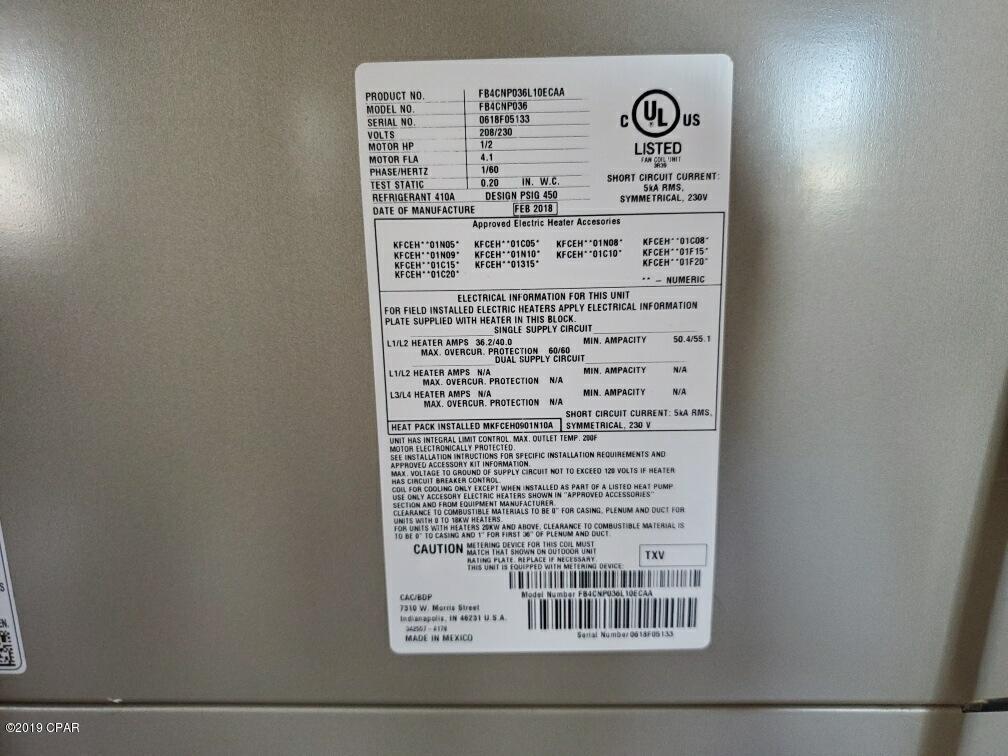 PRODUCT NO. FB4CNP036L10ECAA
MODEL NO. FB4CNP036
SERIAL NO. 0618F05133
VOLTS 208/230
MOTOR HP 1/2
MOTOR FLA 4.1
PHASE/HERTZ 1/60
TEST STATIC 0.20 IN. W.C.
REFRIGERANT 410A DESIGN PSIG 450
DATE OF MANUFACTURE FEB 2018
C UL US
LISTED
FAN COIL UNIT
SHORT CIRCUIT CURRENT:
5kA RMS,
SYMMETRICAL, 230V
Approved Electric Heater Accesories
KFCEH**01N05* KFCEH**01C05* KFCEH**01N08* KFCEH**01C08*
KFCEH**01N09* KFCEH**01N10* KFCEH**01C10* KFCEH**01F15*
KFCEH**01C15* KFCEH**01315* KFCEH**01F20*
KFCEH**01C20*
** - NUMERIC
ELECTRICAL INFORMATION FOR THIS UNIT
FOR FIELD INSTALLED ELECTRIC HEATERS APPLY ELECTRICAL INFORMATION
PLATE SUPPLIED WITH HEATER IN THIS BLOCK.
SINGLE SUPPLY CIRCUIT
L1/L2 HEATER AMPS 36.2/40.0 MIN. AMPACITY 50.4/55.1
MAX. OVERCUR. PROTECTION 60/60
DUAL SUPPLY CIRCUIT
L1/L2 HEATER AMPS N/A MIN. AMPACITY N/A
MAX. OVERCUR. PROTECTION N/A
L3/L4 HEATER AMPS N/A MIN. AMPACITY N/A
MAX. OVERCUR. PROTECTION N/A
SHORT CIRCUIT CURRENT: 5kA RMS,
HEAT PACK INSTALLED MKFCEH0901N10A SYMMETRICAL, 230 V
UNIT HAS INTEGRAL LIMIT CONTROL. MAX. OUTLET TEMP. 200F
MOTOR ELECTRONICALLY PROTECTED.
SEE INSTALLATION INSTRUCTIONS FOR SPECIFIC INSTALLATION REQUIREMENTS AND
APPROVED ACCESSORY KIT INFORMATION.
MAX. VOLTAGE TO GROUND OF SUPPLY CIRCUIT NOT TO EXCEED 120 VOLTS IF HEATER
HAS CIRCUIT BREAKER CONTROL.
COIL FOR COOLING ONLY EXCEPT WHEN INSTALLED AS PART OF A LISTED HEAT PUMP
USE ONLY ACCESORY ELECTRIC HEATERS SHOWN IN "APPROVED ACCESSORIES"
SECTION AND FROM EQUIPMENT MANUFACTURER.
CLEARANCE TO COMBUSTIBLE MATERIALS TO BE 0" FOR CASING, PLENUM AND DUCT FOR
UNITS WITH 0 TO 18KW HEATERS.
FOR UNITS WITH HEATERS 20KW AND ABOVE, CLEARANCE TO COMBUSTIBLE MATERIAL IS
TO BE 0" TO CASING AND 1" FOR FIRST 36" OF PLENUM AND DUCT.
CAUTION METERING DEVICE FOR THIS COIL MUST
MATCH THAT SHOWN ON OUTDOOR UNIT
RATING PLATE. REPLACE IF NECESSARY.
THIS UNIT IS EQUIPPED WITH METERING DEVICE:
TXV
Model Number FB4CNP036L10ECAA
CAC/BDP
7310 W. Morris Street
Indianapolis, IN 46231 U.S.A.
MADE IN MEXICO
Serial Number 0618F05133
©2019 CPAR